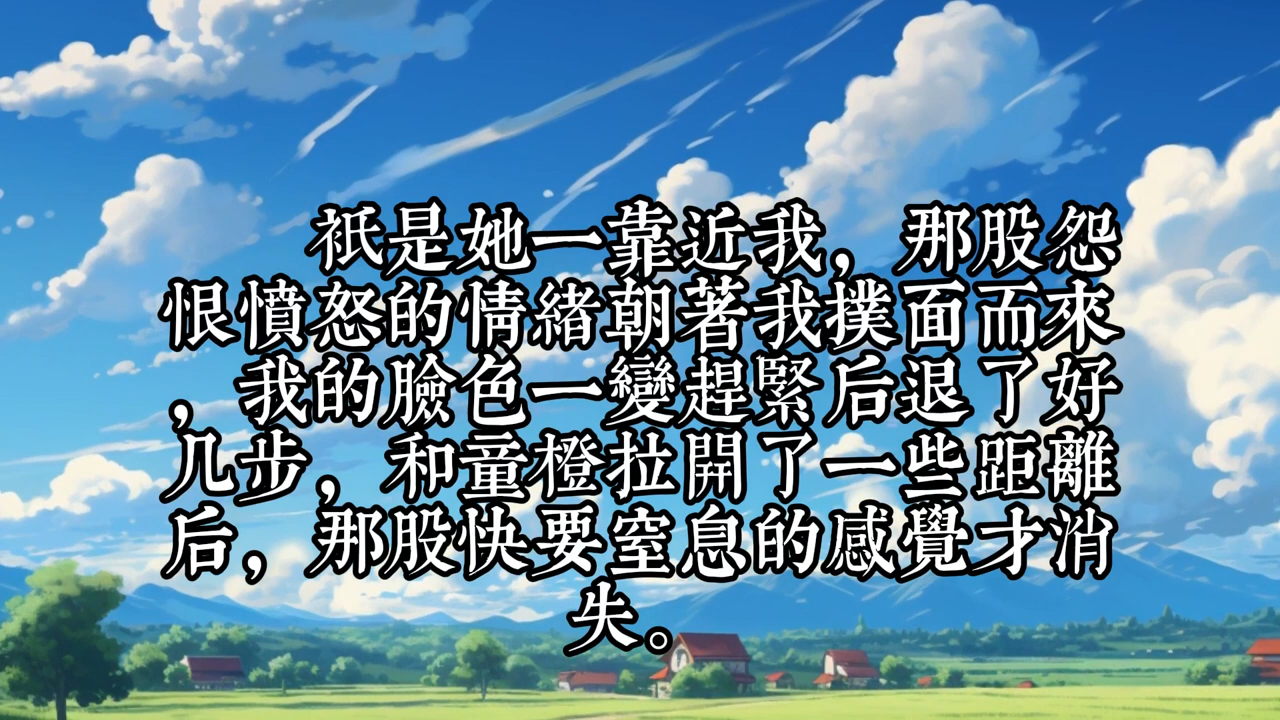 祇是她一靠近我，那股怨
恨憤怒的情緒朝著我撲面而來
，我的臉色一變趕緊后退了好
几步，和童橙拉開了一些距離
后，那股快要窒息的感覺才消
失。